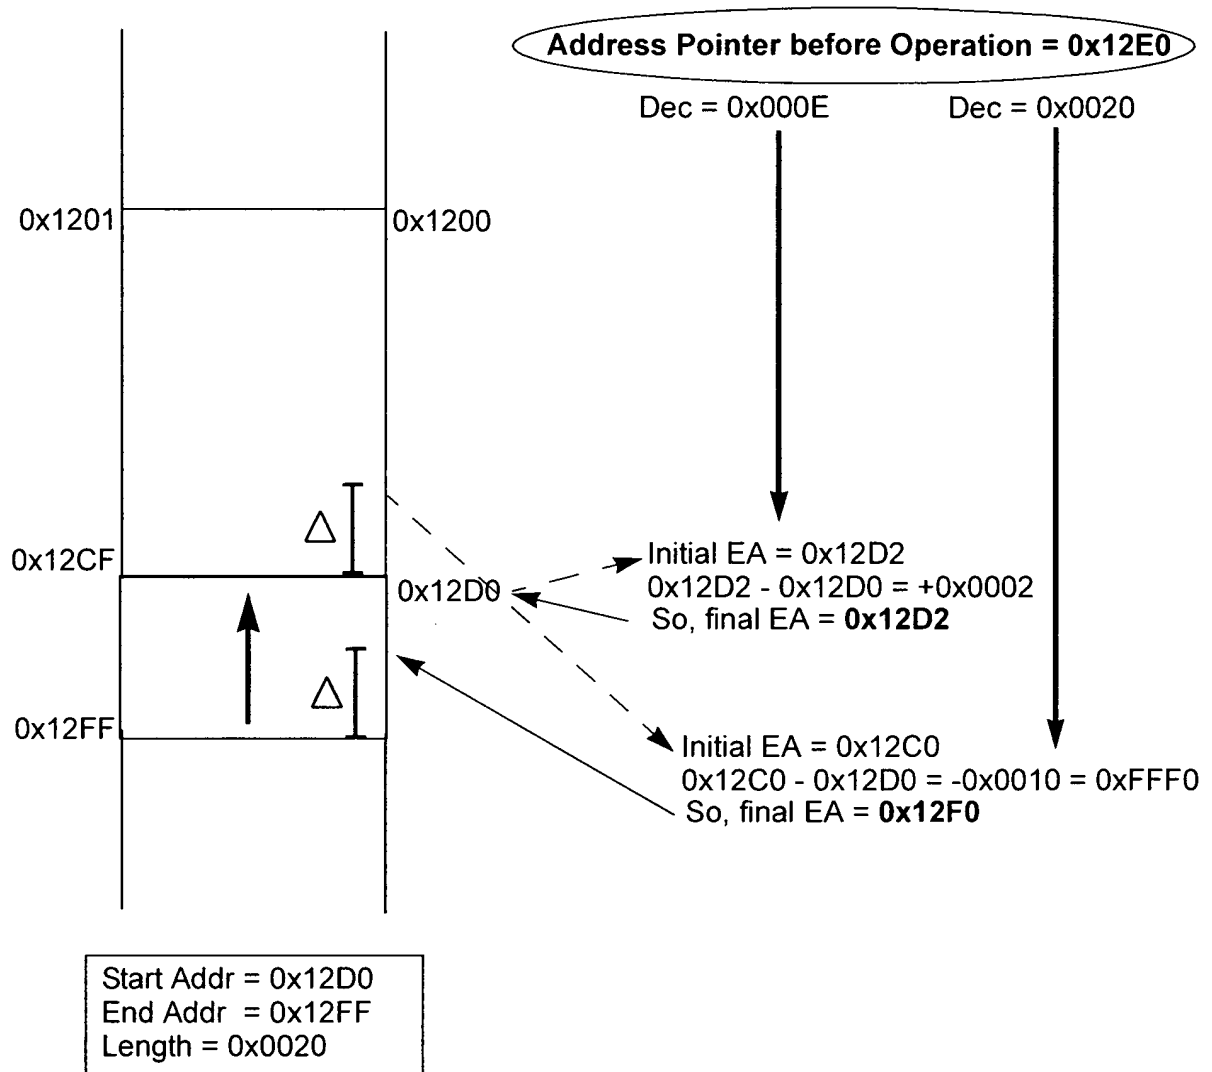 Address Pointer before Operation = 0x12E0
Dec = 0x000E
Dec = 0x0020
0x1201
0x1200
△
0x12CF
0x12D0
Initial EA = 0x12D2
0x12D2 - 0x12D0 = +0x0002
So, final EA = 0x12D2
△
0x12FF
Initial EA = 0x12C0
0x12C0 - 0x12D0 = -0x0010 = 0xFFF0
So, final EA = 0x12F0
Start Addr = 0x12D0
End Addr = 0x12FF
Length = 0x0020